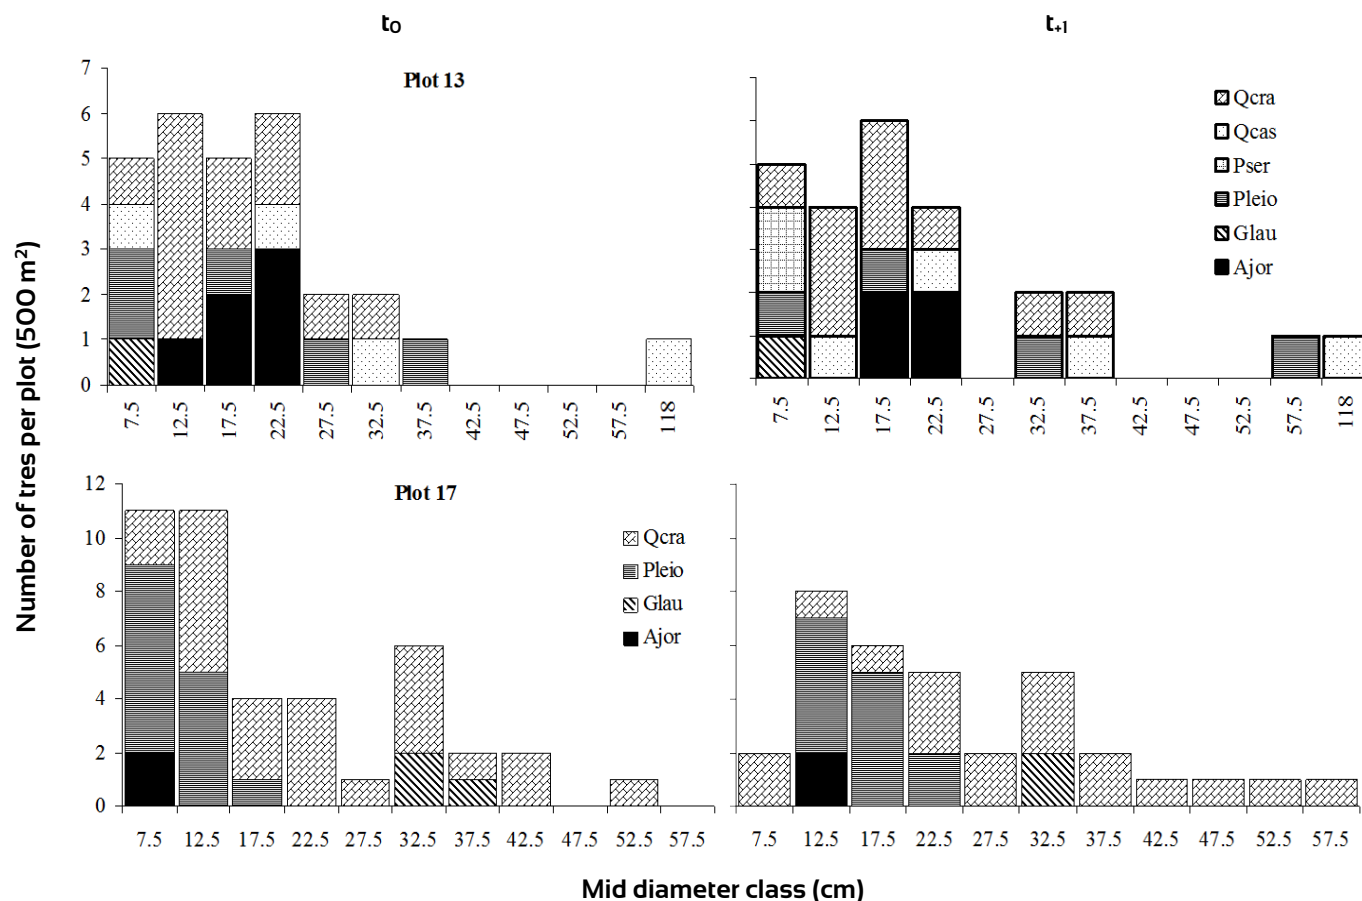 t0
t+1
Number of tres per plot (500 m2)
Plot 13
7
6
5
4
3
2
1
0
7.5 12.5 17.5 22.5 27.5 32.5 37.5 42.5 47.5 52.5 57.5 118
Qcra
Qcas
Pser
Pleio
Glau
Ajor
7.5 12.5 17.5 22.5 27.5 32.5 37.5 42.5 47.5 52.5 57.5 118
Plot 17
12
10
8
6
4
2
0
Qcra
Pleio
Glau
Ajor
7.5 12.5 17.5 22.5 27.5 32.5 37.5 42.5 47.5 52.5 57.5
7.5 12.5 17.5 22.5 27.5 32.5 37.5 42.5 47.5 52.5 57.5
Mid diameter class (cm)